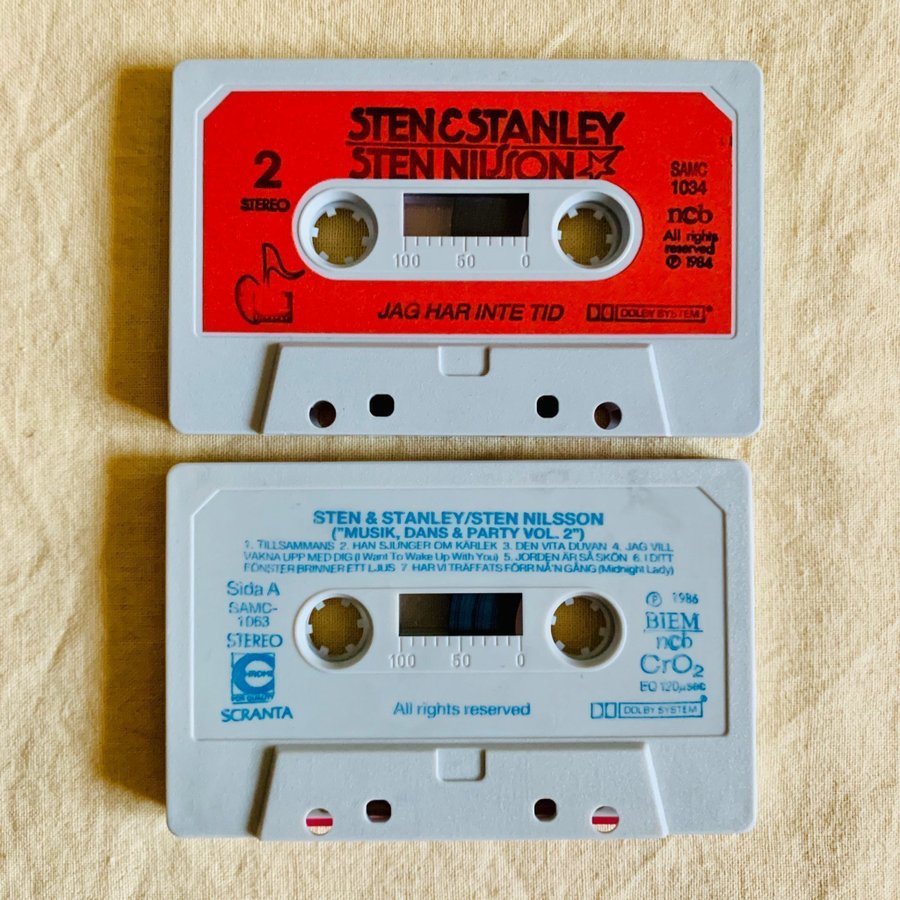 STEN & STANLEY
STEN NILSSON
2
STEREO
SAMC
1034
ncb
All rights
reserved
℗ 1984
100 50 0
JAG HAR INTE TID
DOLBY SYSTEM®
STEN & STANLEY/STEN NILSSON
("MUSIK, DANS & PARTY VOL. 2")
1. TILLSAMMANS 2. HAN SJUNGER OM KÄRLEK 3. DEN VITA DUVAN 4. JAG VILL
VAKNA UPP MED DIG (I Want To Wake Up With You) 5. JORDEN ÄR SÅ SKÖN 6. I DITT
FÖNSTER BRINNER ETT LJUS 7 HAR VI TRÄFFATS FÖRR NÅ'N GÅNG (Midnight Lady)
Sida A
SAMC-
1063
STEREO
SCRANTA
℗ 1986
BIEM
ncb
CrO2
EQ 120µsec
100 50 0
All rights reserved
DOLBY SYSTEM®